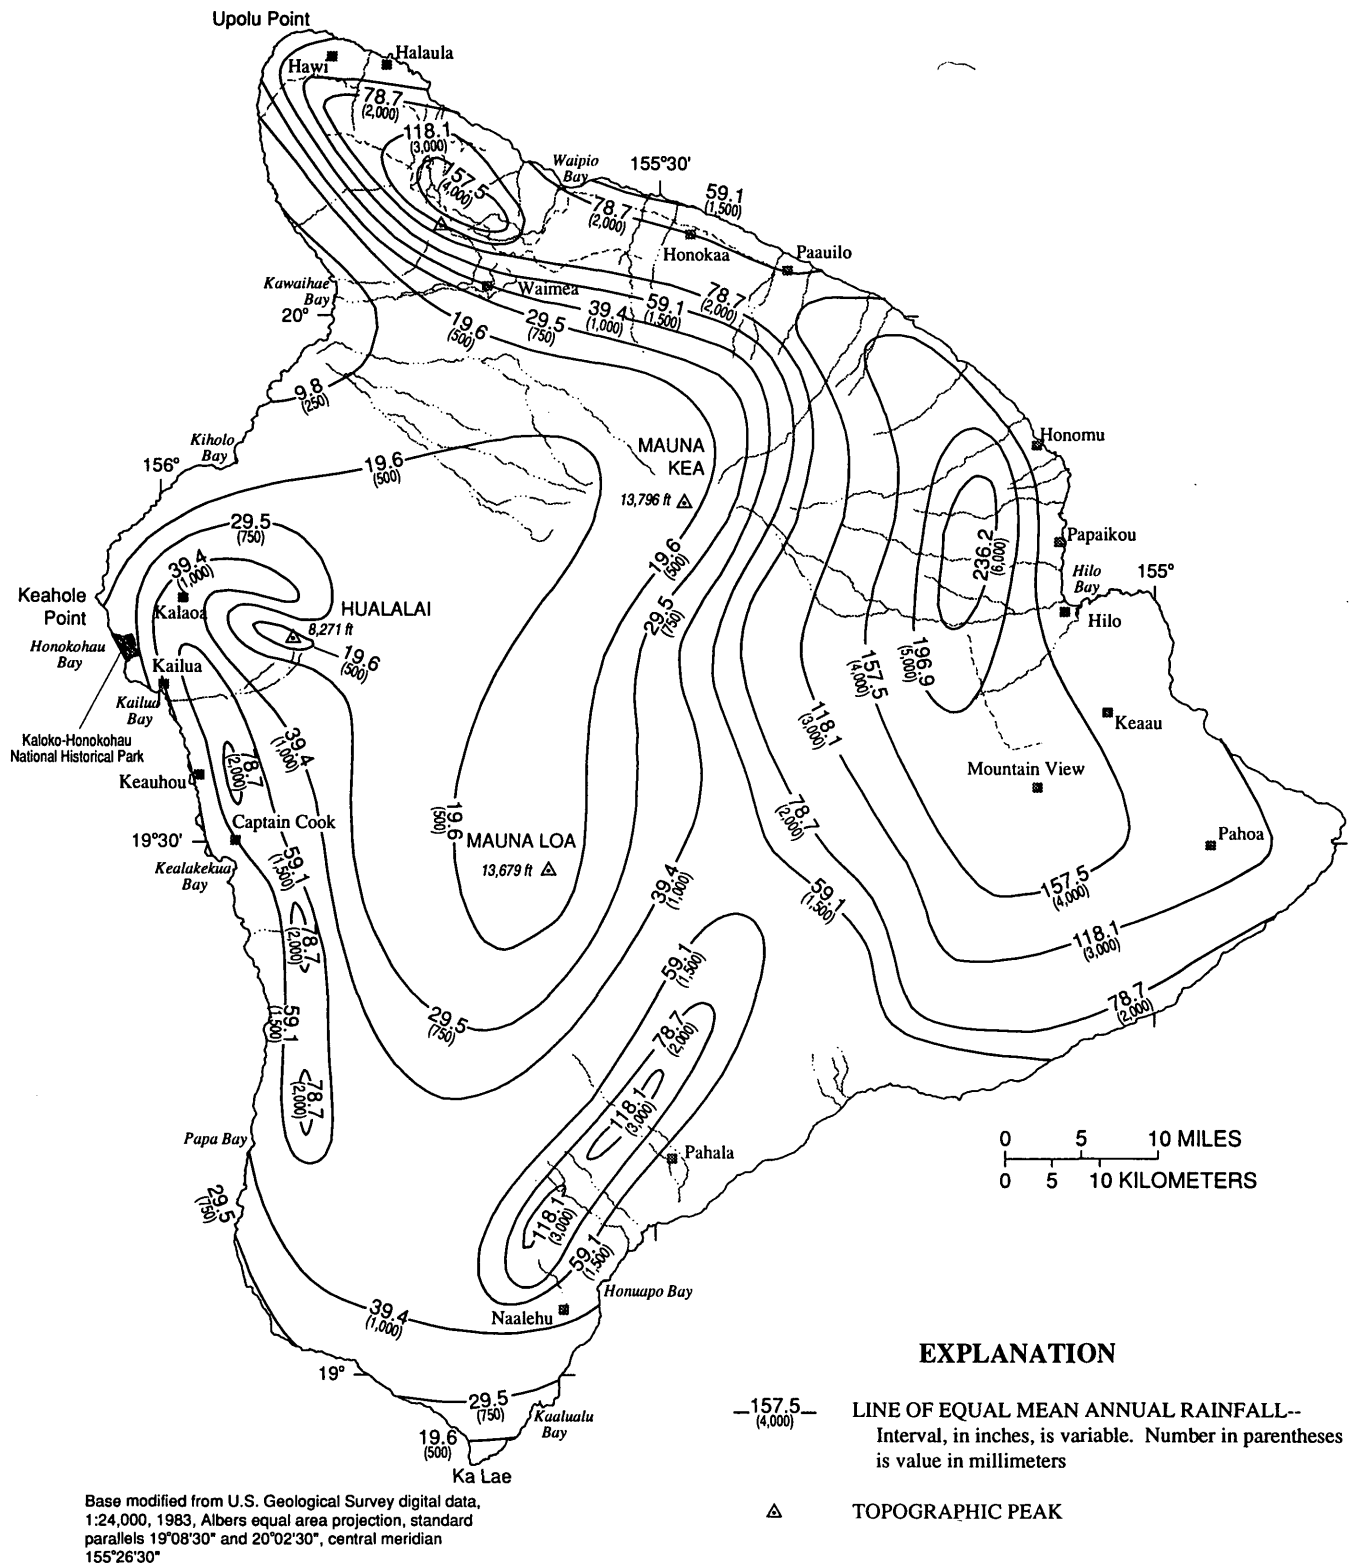 Upolu Point
Halaula
Hawi
78.7
(2,000)
118.1
(3,000)
157.5
(4,000)
Waipio
Bay
155°30'
59.1
(1,500)
78.7
(2,000)
Honokaa
Paauilo
Kawaihae
Bay
20°
Waimea
19.6
(500)
29.5
(750)
39.4
(1,000)
59.1
(1,500)
78.7
(2,000)
9.8
(250)
Kiholo
Bay
156°
19.6
(500)
MAUNA
KEA
13,796 ft
Honomu
29.5
(750)
39.4
(1,000)
Kalaoa
Keahole
Point
HUALALAI
8,271 ft
19.6
(500)
19.6
(500)
29.5
(750)
236.2
(6,000)
Papaikou
Hilo
Bay
155°
Hilo
Honokohau
Bay
Kailua
Kailua
Bay
Kaloko-Honokohau
National Historical Park
157.5
(4,000)
196.9
(5,000)
118.1
(3,000)
Keaau
39.4
(1,000)
78.7
(2,000)
Keauhou
Mountain View
19.6
(500)
78.7
(2,000)
Captain Cook
19°30'
Kealakekua
Bay
MAUNA LOA
13,679 ft
Pahoa
59.1
(1,500)
39.4
(1,000)
59.1
(1,500)
157.5
(4,000)
78.7
(2,000)
118.1
(3,000)
59.1
(1,500)
59.1
(1,500)
29.5
(750)
78.7
(2,000)
78.7
(2,000)
78.7
(2,000)
118.1
(3,000)
Papa Bay
Pahala
0 5 10 MILES
0 5 10 KILOMETERS
29.5
(750)
118.1
(3,000)
59.1
(1,500)
Honuapo Bay
39.4
(1,000)
Naalehu
19°
29.5
(750)
Kaalualu
Bay
19.6
(500)
Ka Lae
EXPLANATION
157.5
(4,000)
LINE OF EQUAL MEAN ANNUAL RAINFALL--
Interval, in inches, is variable. Number in parentheses
is value in millimeters
TOPOGRAPHIC PEAK
Base modified from U.S. Geological Survey digital data,
1:24,000, 1983, Albers equal area projection, standard
parallels 19°08'30" and 20°02'30", central meridian
155°26'30"